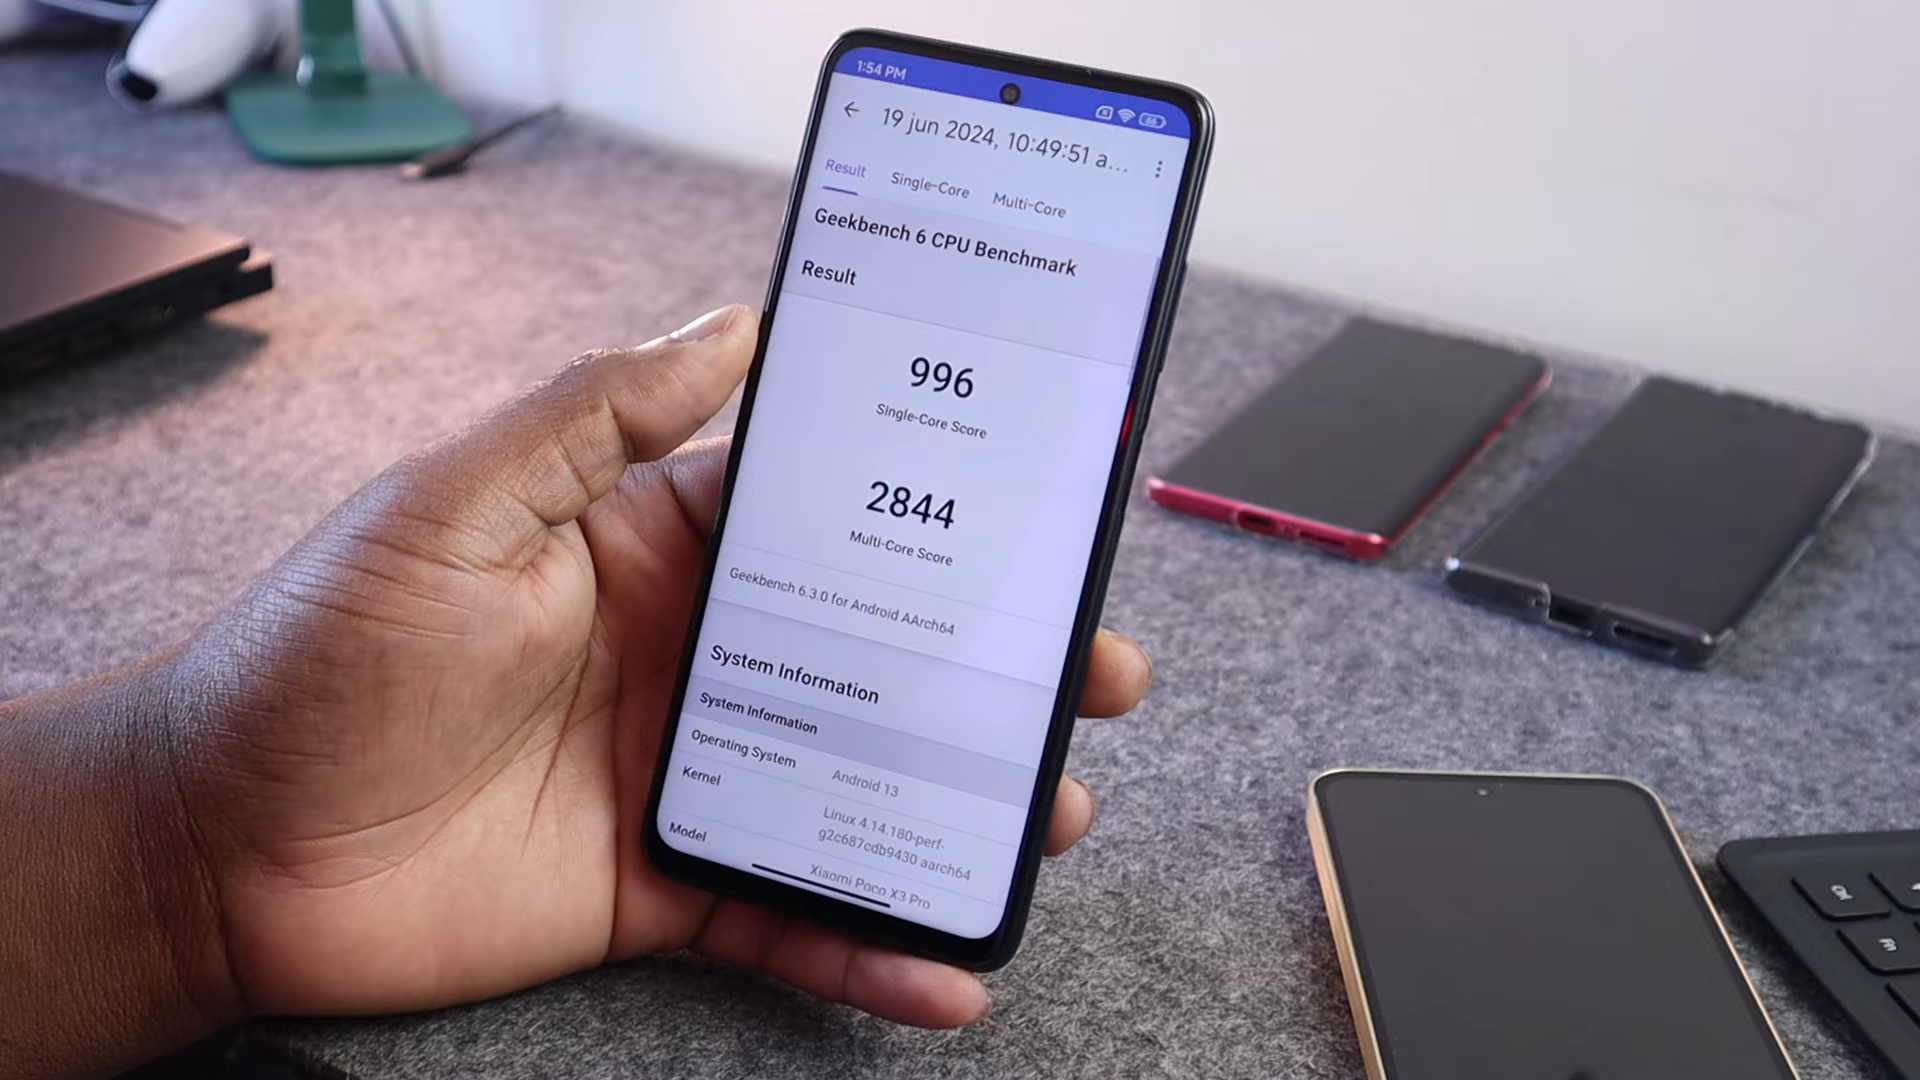 1:54 PM
66
19 jun 2024, 10:49:51 a...
Result Single-Core Multi-Core
Geekbench 6 CPU Benchmark
Result
996
Single-Core Score
2844
Multi-Core Score
Geekbench 6.3.0 for Android AArch64
System Information
System Information
Operating System Android 13
Kernel Linux 4.14.180-perf-
g2c687cdb9430 aarch64
Model Xiaomi Poco X3 Pro
Fn